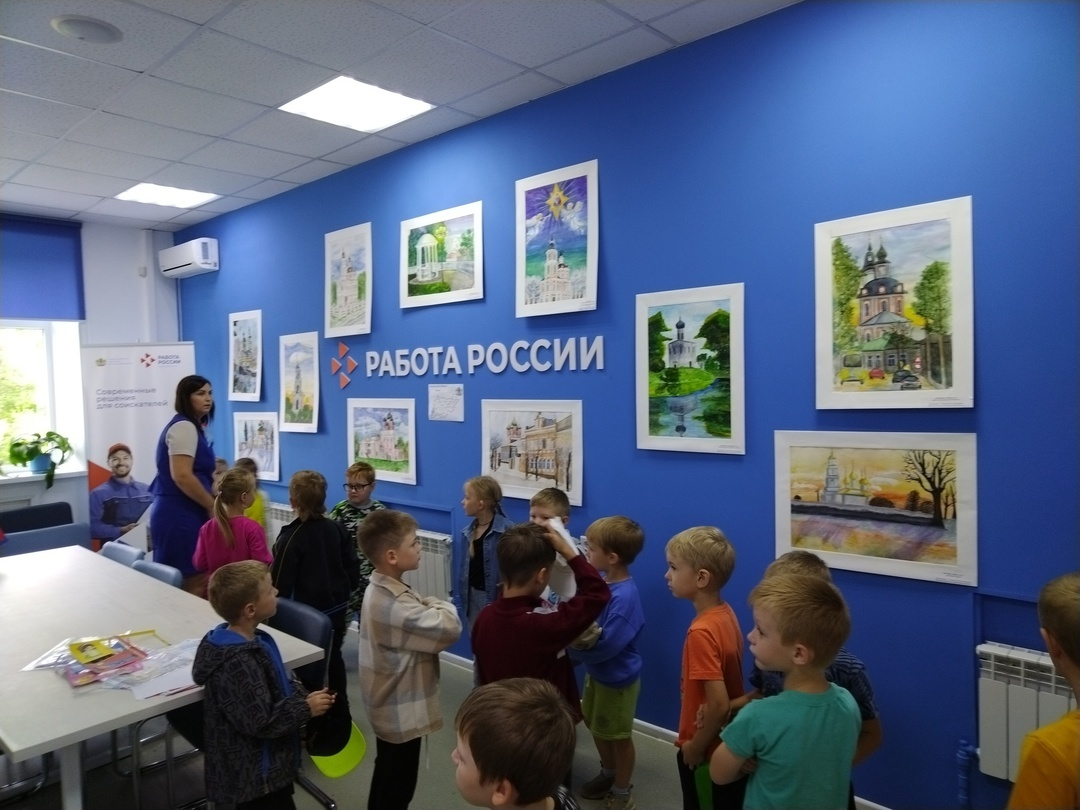 РАБОТА РОССИИ
РАБОТА
РОССИИ
Современные
решения
для соискателей